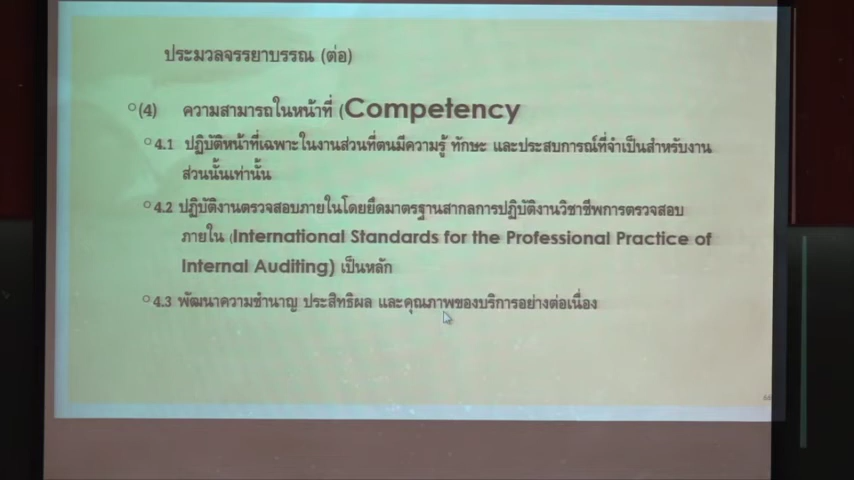 ประมวลจรรยาบรรณ (ต่อ)
(4) ความสามารถในหน้าที่ (Competency
4.1 ปฏิบัติหน้าที่เฉพาะในงานส่วนที่ตนมีความรู้ ทักษะ และประสบการณ์ที่จำเป็นสำหรับงาน
ส่วนนั้นเท่านั้น
4.2 ปฏิบัติงานตรวจสอบภายในโดยยึดมาตรฐานสากลการปฏิบัติงานวิชาชีพการตรวจสอบ
ภายใน (International Standards for the Professional Practice of
Internal Auditing) เป็นหลัก
4.3 พัฒนาความชำนาญ ประสิทธิผล และคุณภาพของบริการอย่างต่อเนื่อง